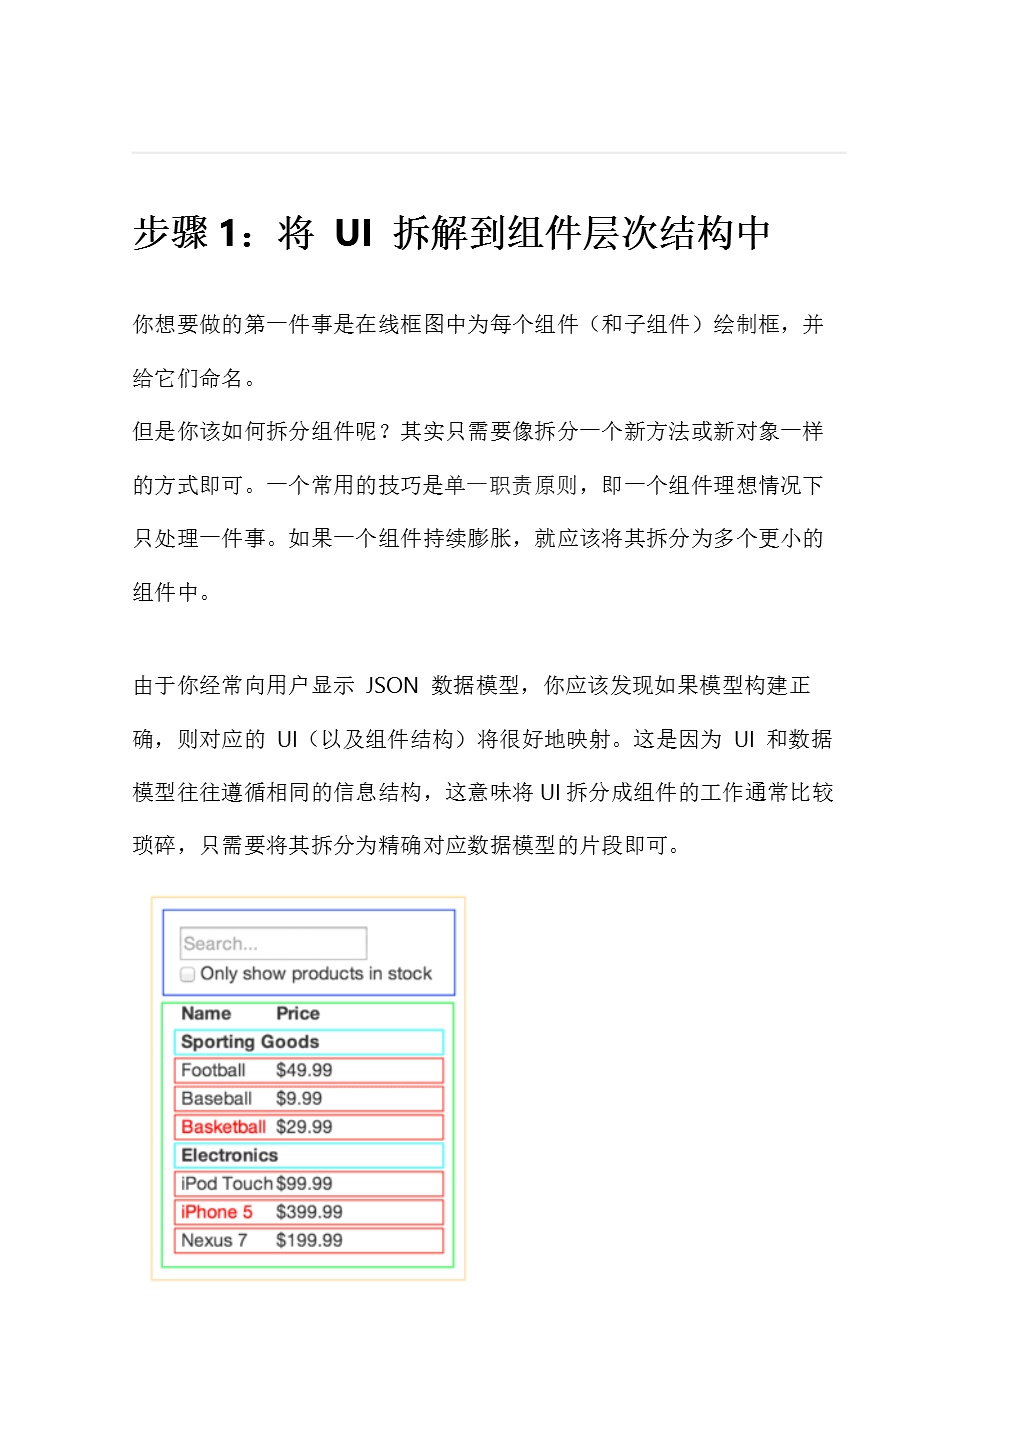 步骤1：将 UI 拆解到组件层次结构中
你想要做的第一件事是在线框图中为每个组件（和子组件）绘制框，并
给它们命名。
但是你该如何拆分组件呢？其实只需要像拆分一个新方法或新对象一样
的方式即可。一个常用的技巧是单一职责原则，即一个组件理想情况下
只处理一件事。如果一个组件持续膨胀，就应该将其拆分为多个更小的
组件中。
由于你经常向用户显示 JSON 数据模型，你应该发现如果模型构建正
确，则对应的 UI（以及组件结构）将很好地映射。这是因为 UI 和数据
模型往往遵循相同的信息结构，这意味将UI拆分成组件的工作通常比较
琐碎，只需要将其拆分为精确对应数据模型的片段即可。
Search...
Only show products in stock
Name Price
Sporting Goods
Football $49.99
Baseball $9.99
Basketball $29.99
Electronics
iPod Touch $99.99
iPhone 5 $399.99
Nexus 7 $199.99